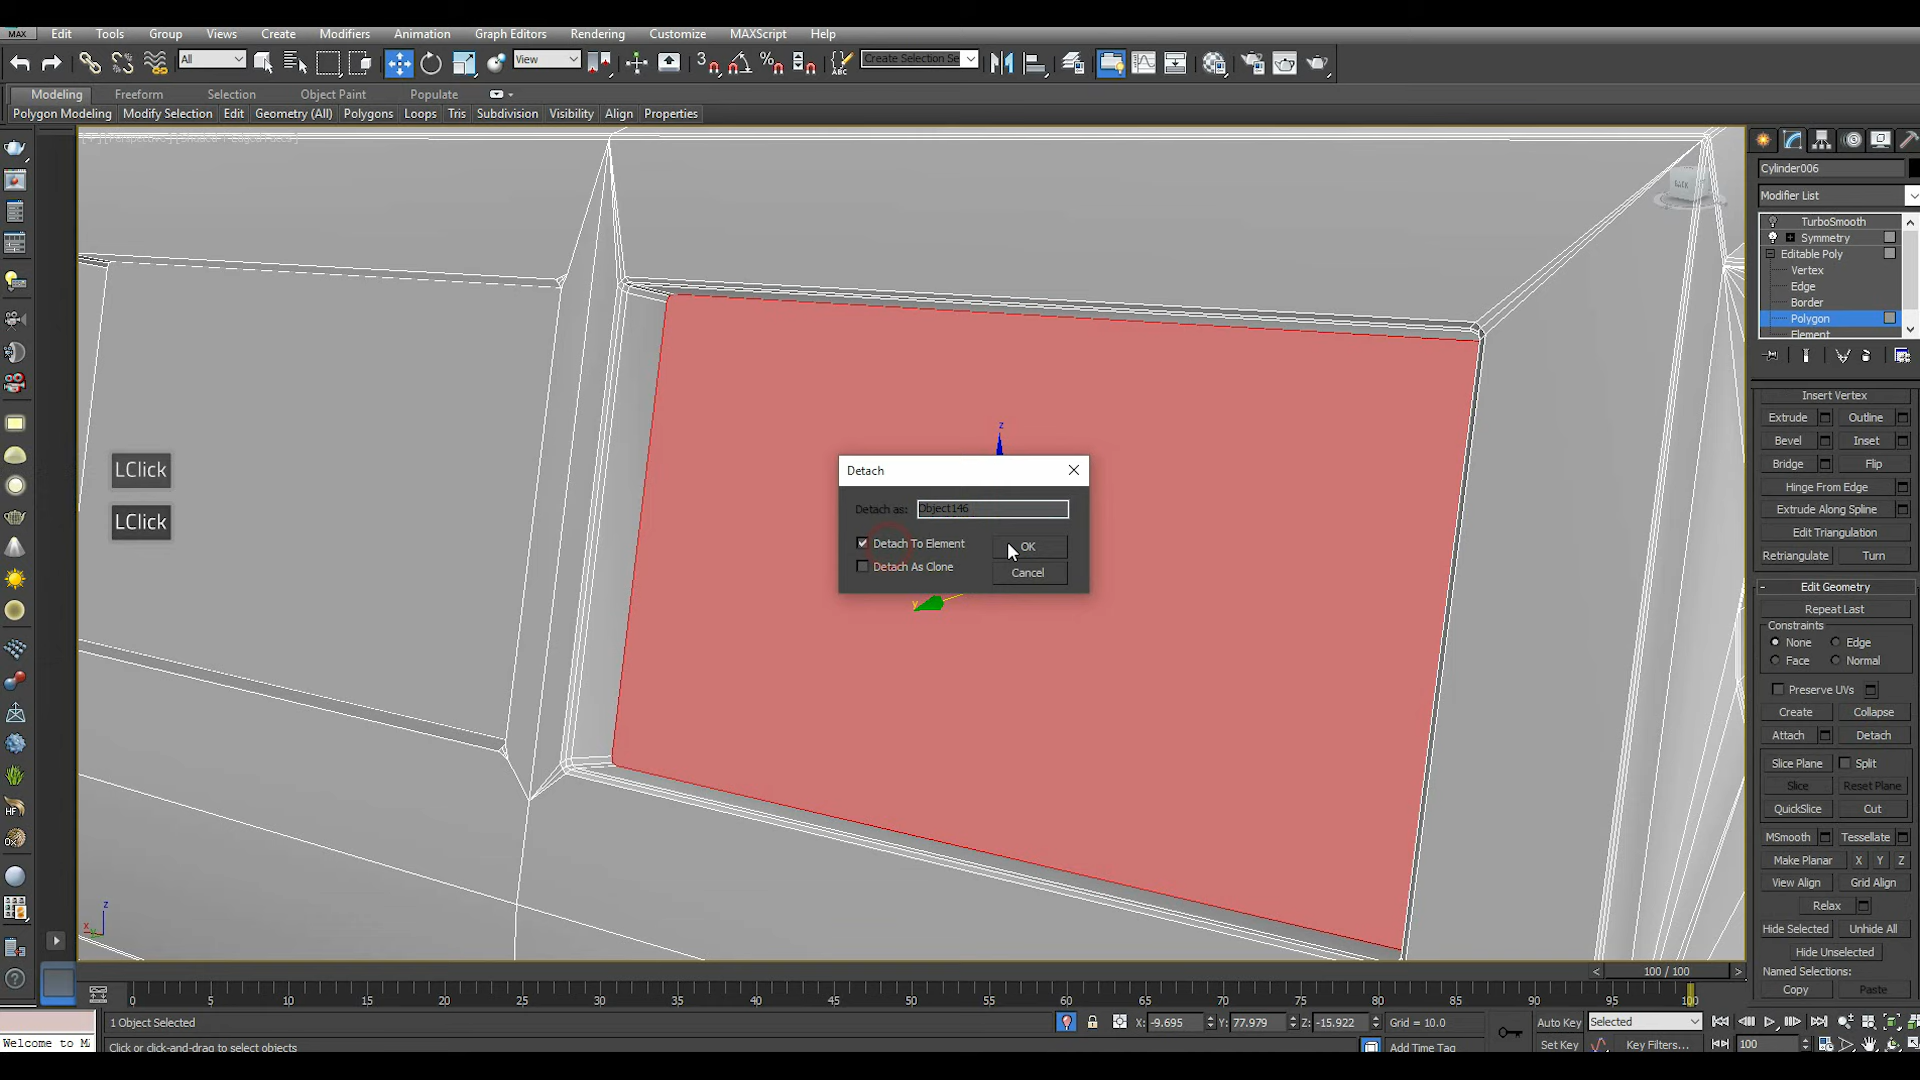 MAX Edit Tools Group Views Create Modifiers Animation Graph Editors Rendering Customize MAXScript Help
All View 3 Create Selection Se
Modeling Freeform Selection Object Paint Populate
Polygon Modeling Modify Selection Edit Geometry (All) Polygons Loops Tris Subdivision Visibility Align Properties
Cylinder006
BACK
Modifier List
TurboSmooth
Symmetry
Editable Poly
Vertex
Edge
Border
Polygon
Element
Insert Vertex
Extrude Outline
Bevel Inset
Bridge Flip
Hinge From Edge
Extrude Along Spline
Edit Triangulation
Retriangulate Turn
- Edit Geometry
Repeat Last
Constraints
None Edge
Face Normal
Preserve UVs
Create Collapse
Attach Detach
Slice Plane Split
Slice Reset Plane
QuickSlice Cut
MSmooth Tessellate
Make Planar X Y Z
View Align Grid Align
Relax
Hide Selected Unhide All
Hide Unselected
Named Selections:
Copy Paste
LClick
LClick
z
Detach
Detach as: Object146
Detach To Element OK
Detach As Clone Cancel
y
z
x y
< 100 / 100 >
0 5 10 15 20 25 30 35 40 45 50 55 60 65 70 75 80 85 90 95 100
1 Object Selected X: -9.695 Y: 77.979 Z: -15.922 Grid = 10.0 Auto Key Selected
Welcome to MA Click or click-and-drag to select objects Add Time Tag Set Key Key Filters... 100